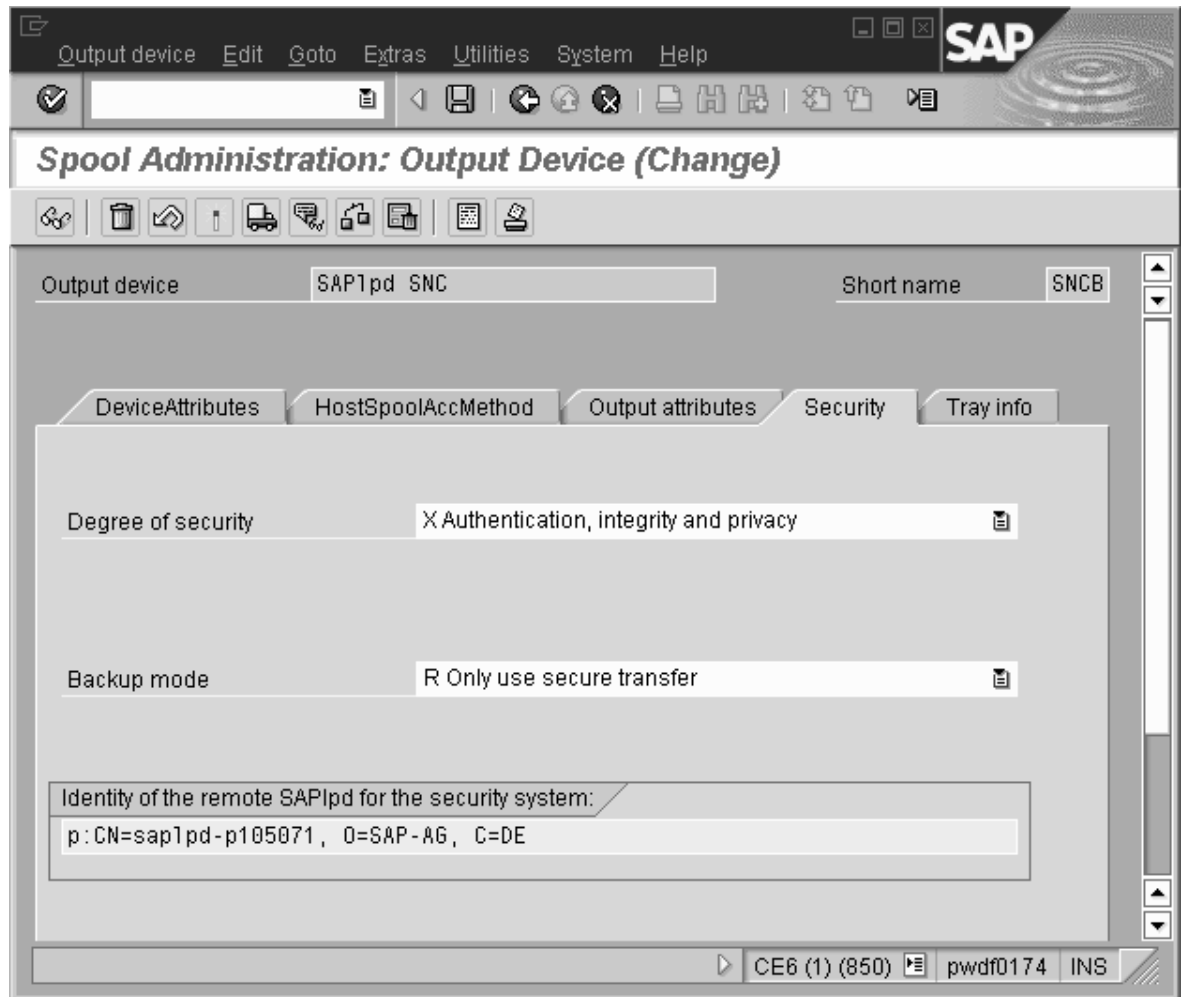 Output device Edit Goto Extras Utilities System Help
SAP
Spool Administration: Output Device (Change)
Output device SAPlpd SNC Short name SNCB
DeviceAttributes HostSpoolAccMethod Output attributes Security Tray info
Degree of security X Authentication, integrity and privacy
Backup mode R Only use secure transfer
Identity of the remote SAPlpd for the security system:
p:CN=saplpd-p105071, O=SAP-AG, C=DE
CE6 (1) (850) pwdf0174 INS